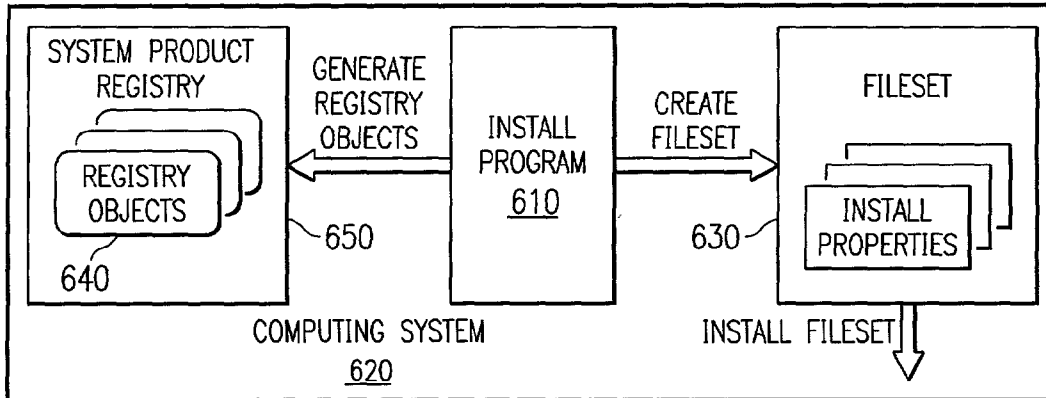 SYSTEM PRODUCT
REGISTRY
REGISTRY
OBJECTS
640
650
GENERATE
REGISTRY
OBJECTS
INSTALL
PROGRAM
610
CREATE
FILESET
FILESET
630
INSTALL
PROPERTIES
COMPUTING SYSTEM
620
INSTALL FILESET